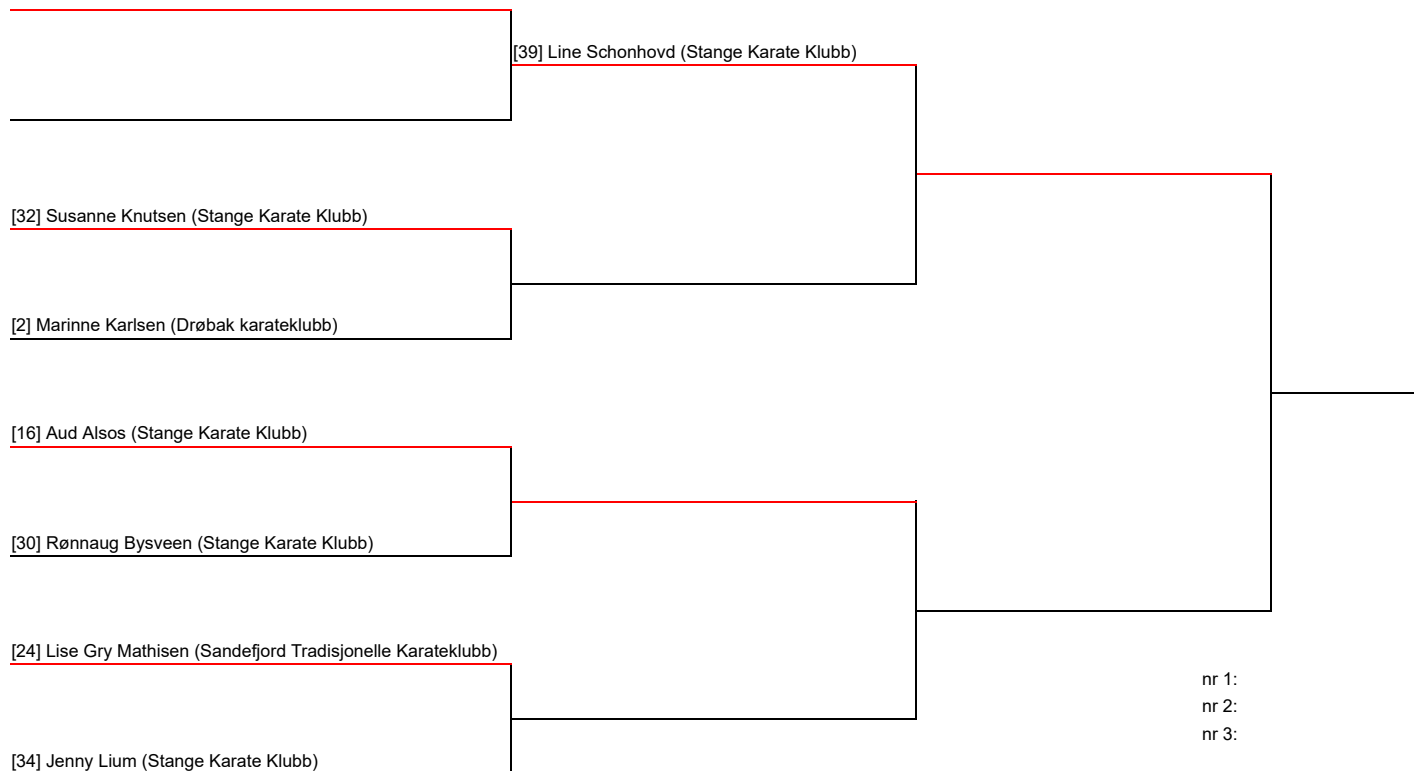 [39] Line Schonhovd (Stange Karate Klubb)
[32] Susanne Knutsen (Stange Karate Klubb)
[2] Marinne Karlsen (Drøbak karateklubb)
[16] Aud Alsos (Stange Karate Klubb)
[30] Rønnaug Bysveen (Stange Karate Klubb)
[24] Lise Gry Mathisen (Sandefjord Tradisjonelle Karateklubb)
[34] Jenny Lium (Stange Karate Klubb)
nr 1:
nr 2:
nr 3: